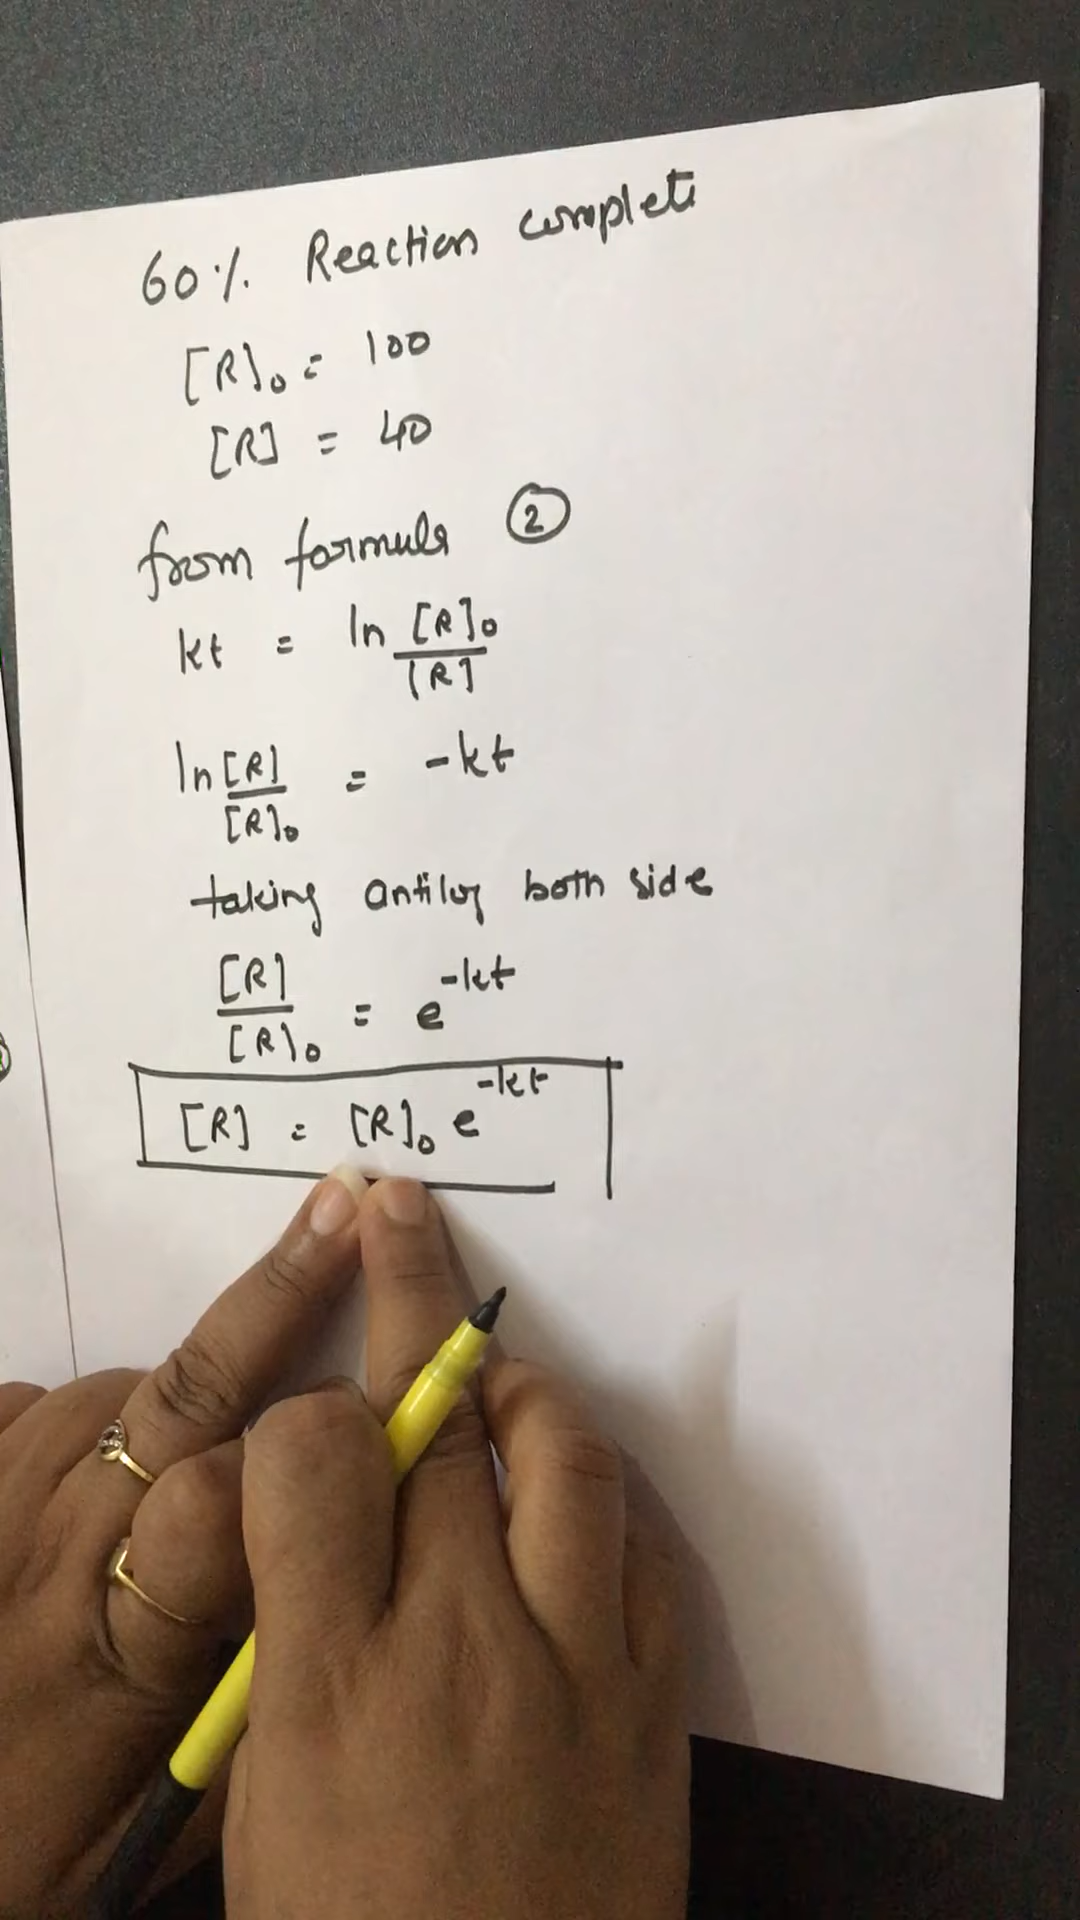 60% Reaction complete
[R]₀ = 100
[R] = 40
from formula ②
kt = ln [R]₀ / [R]
ln [R] / [R]₀ = -kt
taking antilog both side
[R] / [R]₀ = e^-kt
[R] = [R]₀ e^-kt